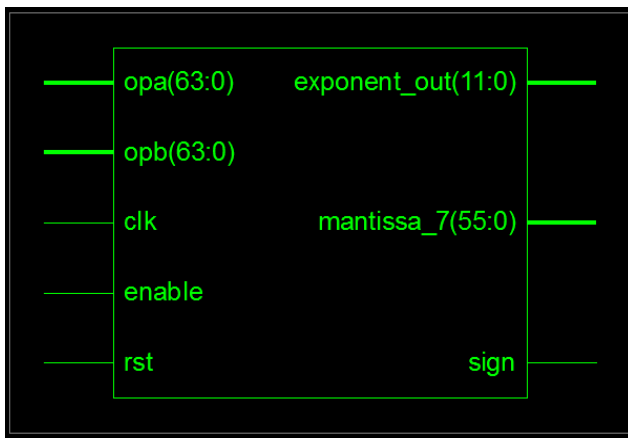 opa(63:0) exponent_out(11:0)
opb(63:0)
clk mantissa_7(55:0)
enable
rst sign